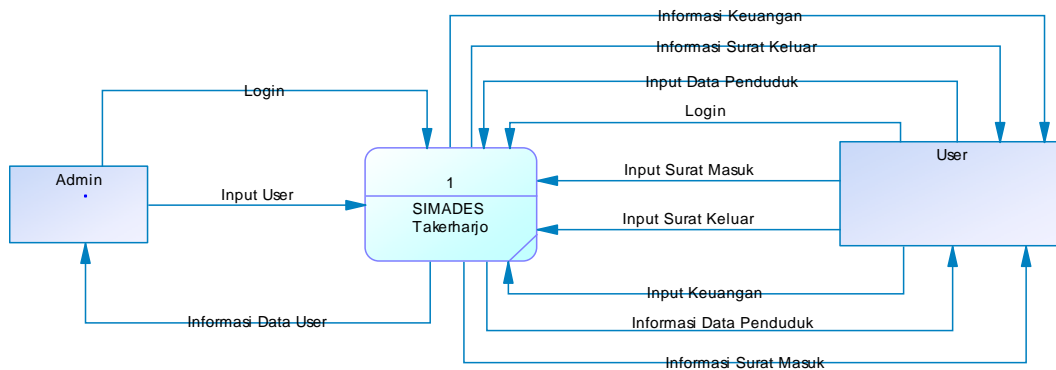 Informasi Keuangan
Informasi Surat Keluar
Input Data Penduduk
Login
Login
User
Admin
Input Surat Masuk
1
Input User
SIMADES
Takerharjo
Input Surat Keluar
Input Keuangan
Informasi Data User
Informasi Data Penduduk
Informasi Surat Masuk